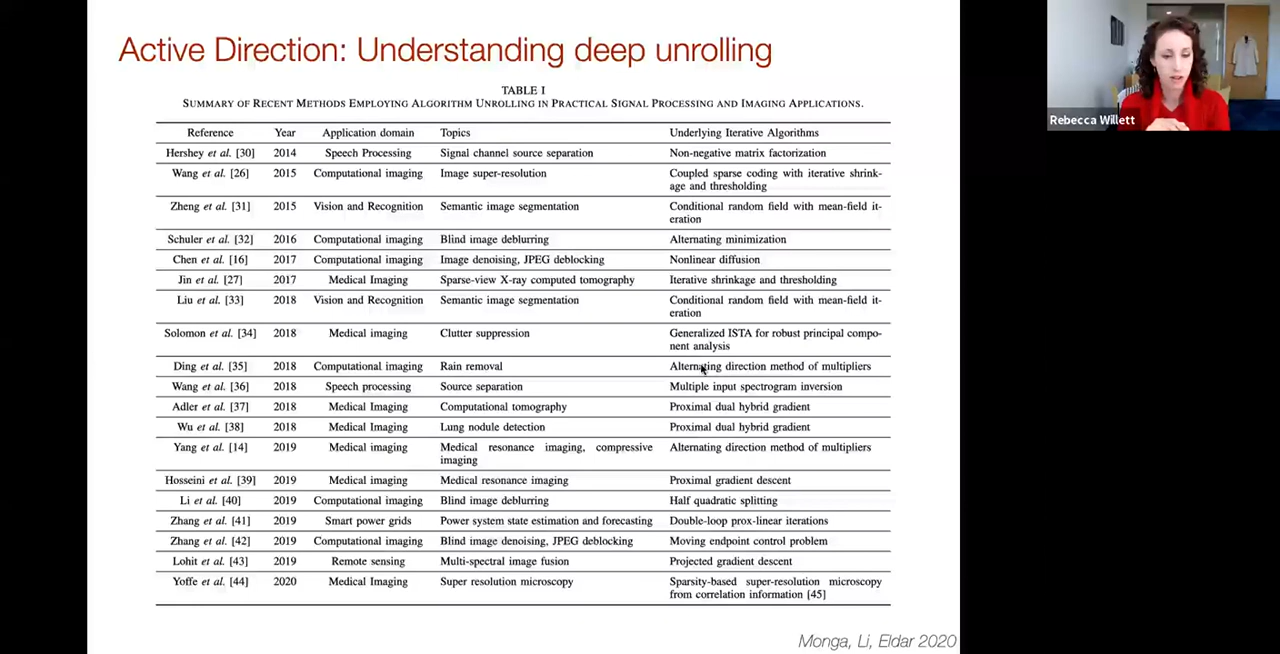 Active Direction: Understanding deep unrolling
Rebecca Willett
TABLE I
SUMMARY OF RECENT METHODS EMPLOYING ALGORITHM UNROLLING IN PRACTICAL SIGNAL PROCESSING AND IMAGING APPLICATIONS.
Reference Year Application domain Topics Underlying Iterative Algorithms
Hershey et al. [30] 2014 Speech Processing Signal channel source separation Non-negative matrix factorization
Wang et al. [26] 2015 Computational imaging Image super-resolution Coupled sparse coding with iterative shrink-
age and thresholding
Zheng et al. [31] 2015 Vision and Recognition Semantic image segmentation Conditional random field with mean-field it-
eration
Schuler et al. [32] 2016 Computational imaging Blind image deblurring Alternating minimization
Chen et al. [16] 2017 Computational imaging Image denoising, JPEG deblocking Nonlinear diffusion
Jin et al. [27] 2017 Medical Imaging Sparse-view X-ray computed tomography Iterative shrinkage and thresholding
Liu et al. [33] 2018 Vision and Recognition Semantic image segmentation Conditional random field with mean-field it-
eration
Solomon et al. [34] 2018 Medical imaging Clutter suppression Generalized ISTA for robust principal compo-
nent analysis
Ding et al. [35] 2018 Computational imaging Rain removal Alternating direction method of multipliers
Wang et al. [36] 2018 Speech processing Source separation Multiple input spectrogram inversion
Adler et al. [37] 2018 Medical Imaging Computational tomography Proximal dual hybrid gradient
Wu et al. [38] 2018 Medical Imaging Lung nodule detection Proximal dual hybrid gradient
Yang et al. [14] 2019 Medical imaging Medical resonance imaging, compressive Alternating direction method of multipliers
imaging
Hosseini et al. [39] 2019 Medical imaging Medical resonance imaging Proximal gradient descent
Li et al. [40] 2019 Computational imaging Blind image deblurring Half quadratic splitting
Zhang et al. [41] 2019 Smart power grids Power system state estimation and forecasting Double-loop prox-linear iterations
Zhang et al. [42] 2019 Computational imaging Blind image denoising, JPEG deblocking Moving endpoint control problem
Lohit et al. [43] 2019 Remote sensing Multi-spectral image fusion Projected gradient descent
Yoffe et al. [44] 2020 Medical Imaging Super resolution microscopy Sparsity-based super-resolution microscopy
from correlation information [45]
Monga, Li, Eldar 2020